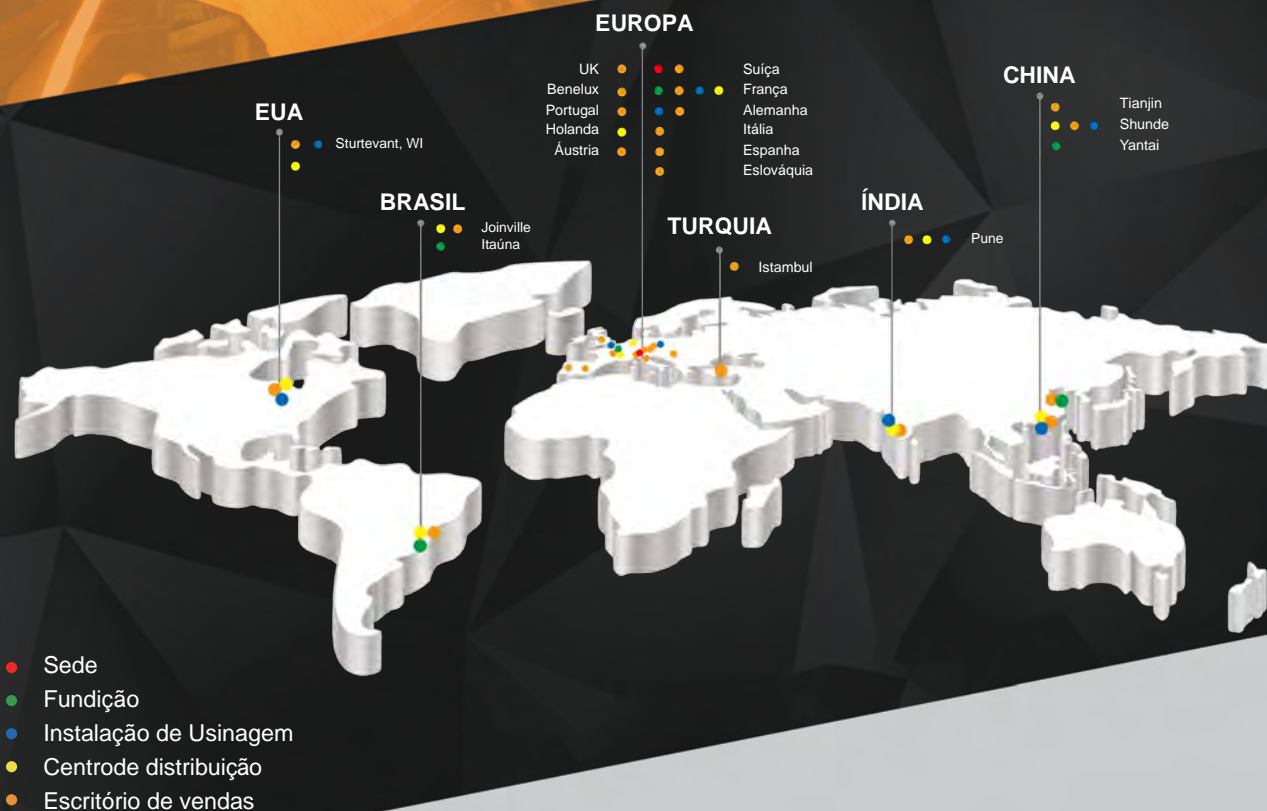 EUROPA
UK
Benelux
Portugal
Holanda
Áustria
Suíça
França
Alemanha
Itália
Espanha
Eslováquia
CHINA
Tianjin
Shunde
Yantai
EUA
Sturtevant, WI
BRASIL
Joinville
Itaúna
TURQUIA
Istambul
ÍNDIA
Pune
Sede
Fundição
Instalação de Usinagem
Centrode distribuição
Escritório de vendas